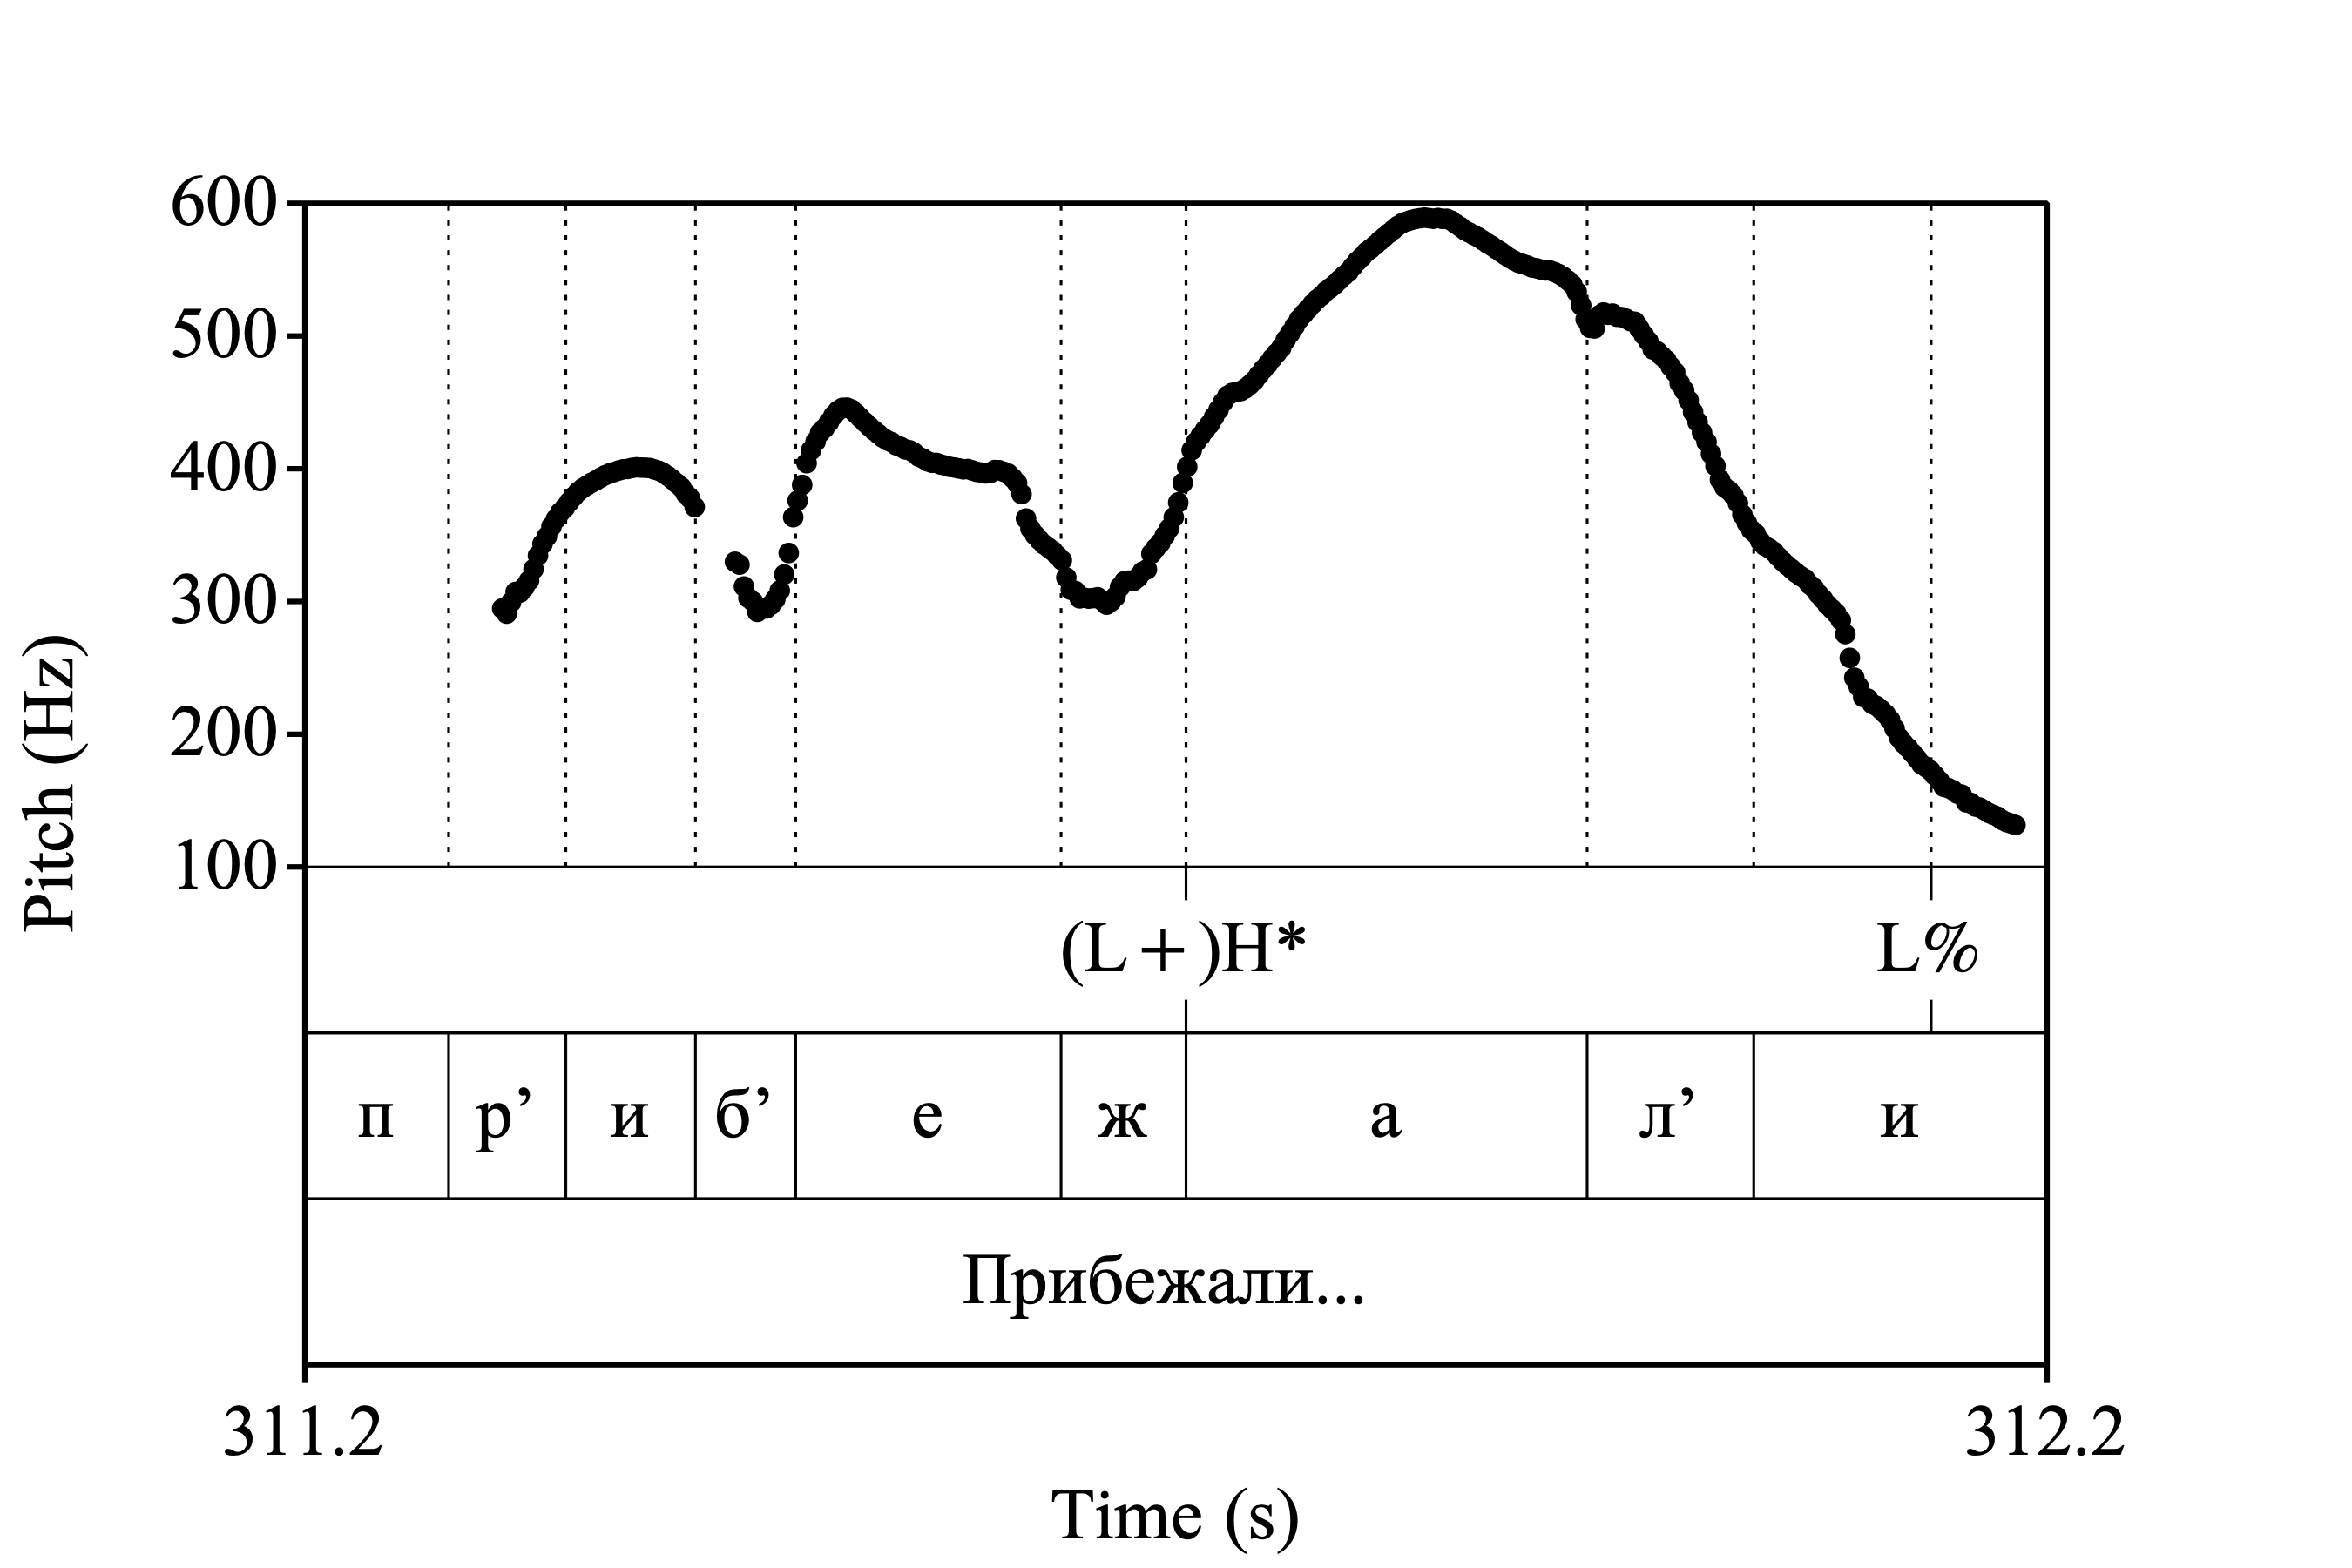 600
500
400
300
200
100
Pitch (Hz)
(L+)H* L%
п р’ и б’ е ж а л’ и
Прибежали...
311.2 312.2
Time (s)